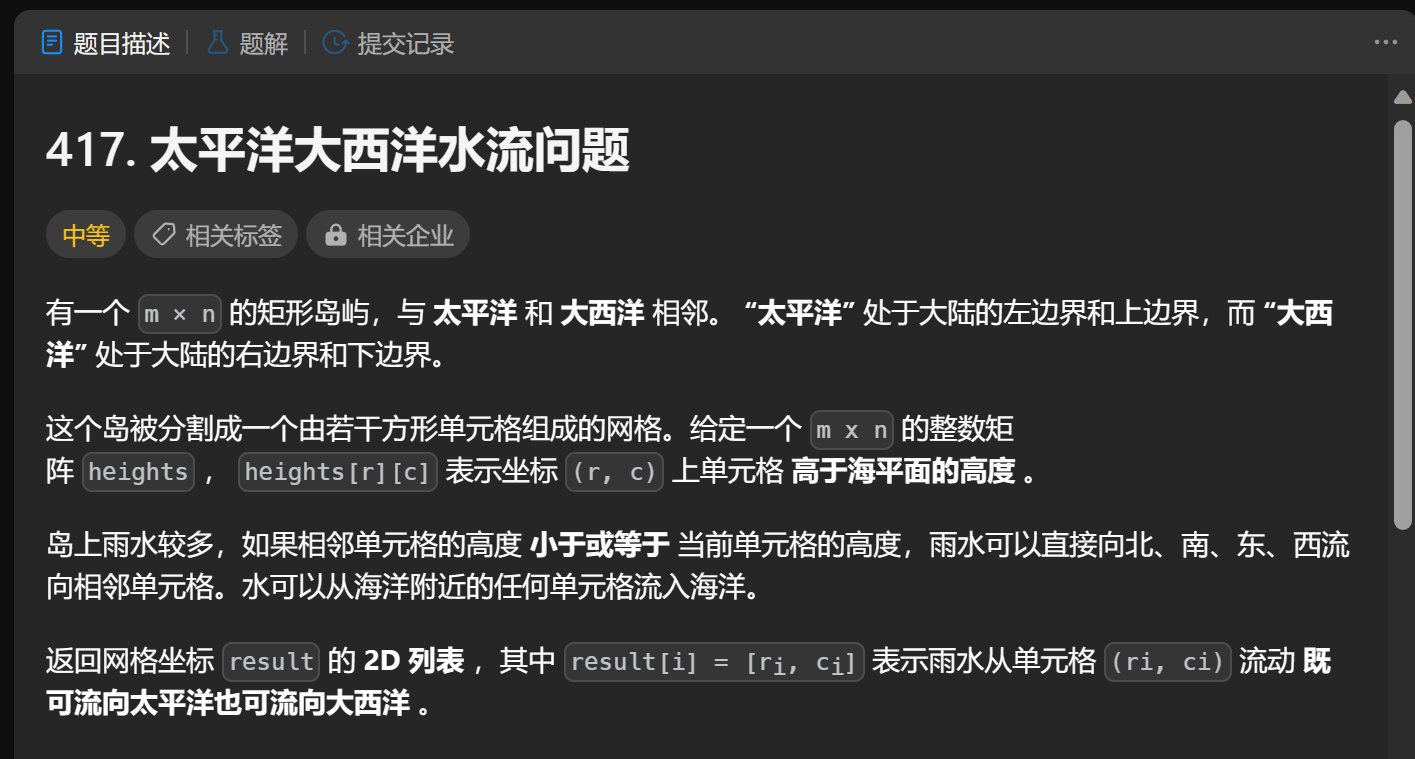 题目描述 题解 提交记录
417. 太平洋大西洋水流问题
中等 相关标签 相关企业
有一个 m × n 的矩形岛屿，与 太平洋 和 大西洋 相邻。 “太平洋” 处于大陆的左边界和上边界，而 “大西
洋” 处于大陆的右边界和下边界。
这个岛被分割成一个由若干方形单元格组成的网格。给定一个 m x n 的整数矩
阵 heights ， heights[r][c] 表示坐标 (r, c) 上单元格 高于海平面的高度 。
岛上雨水较多，如果相邻单元格的高度 小于或等于 当前单元格的高度，雨水可以直接向北、南、东、西流
向相邻单元格。水可以从海洋附近的任何单元格流入海洋。
返回网格坐标 result 的 2D 列表 ，其中 result[i] = [ri, ci] 表示雨水从单元格 (ri, ci) 流动 既
可流向太平洋也可流向大西洋 。